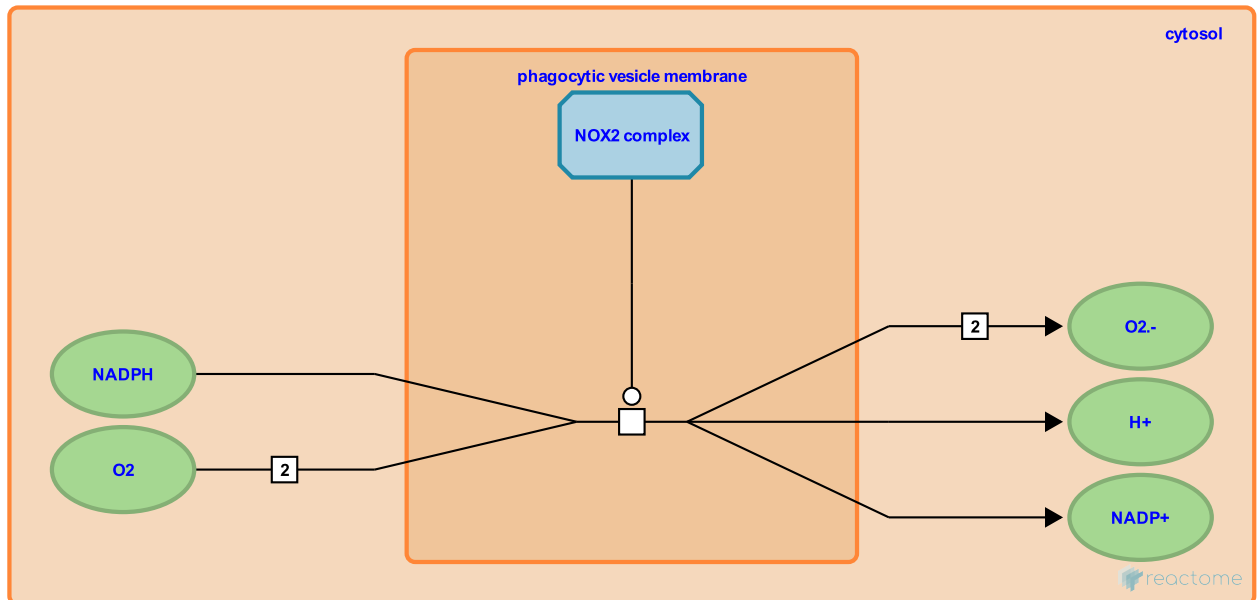 cytosol
phagocytic vesicle membrane
NOX2 complex
2
O2.-
NADPH
H+
O2
2
NADP+
reactome